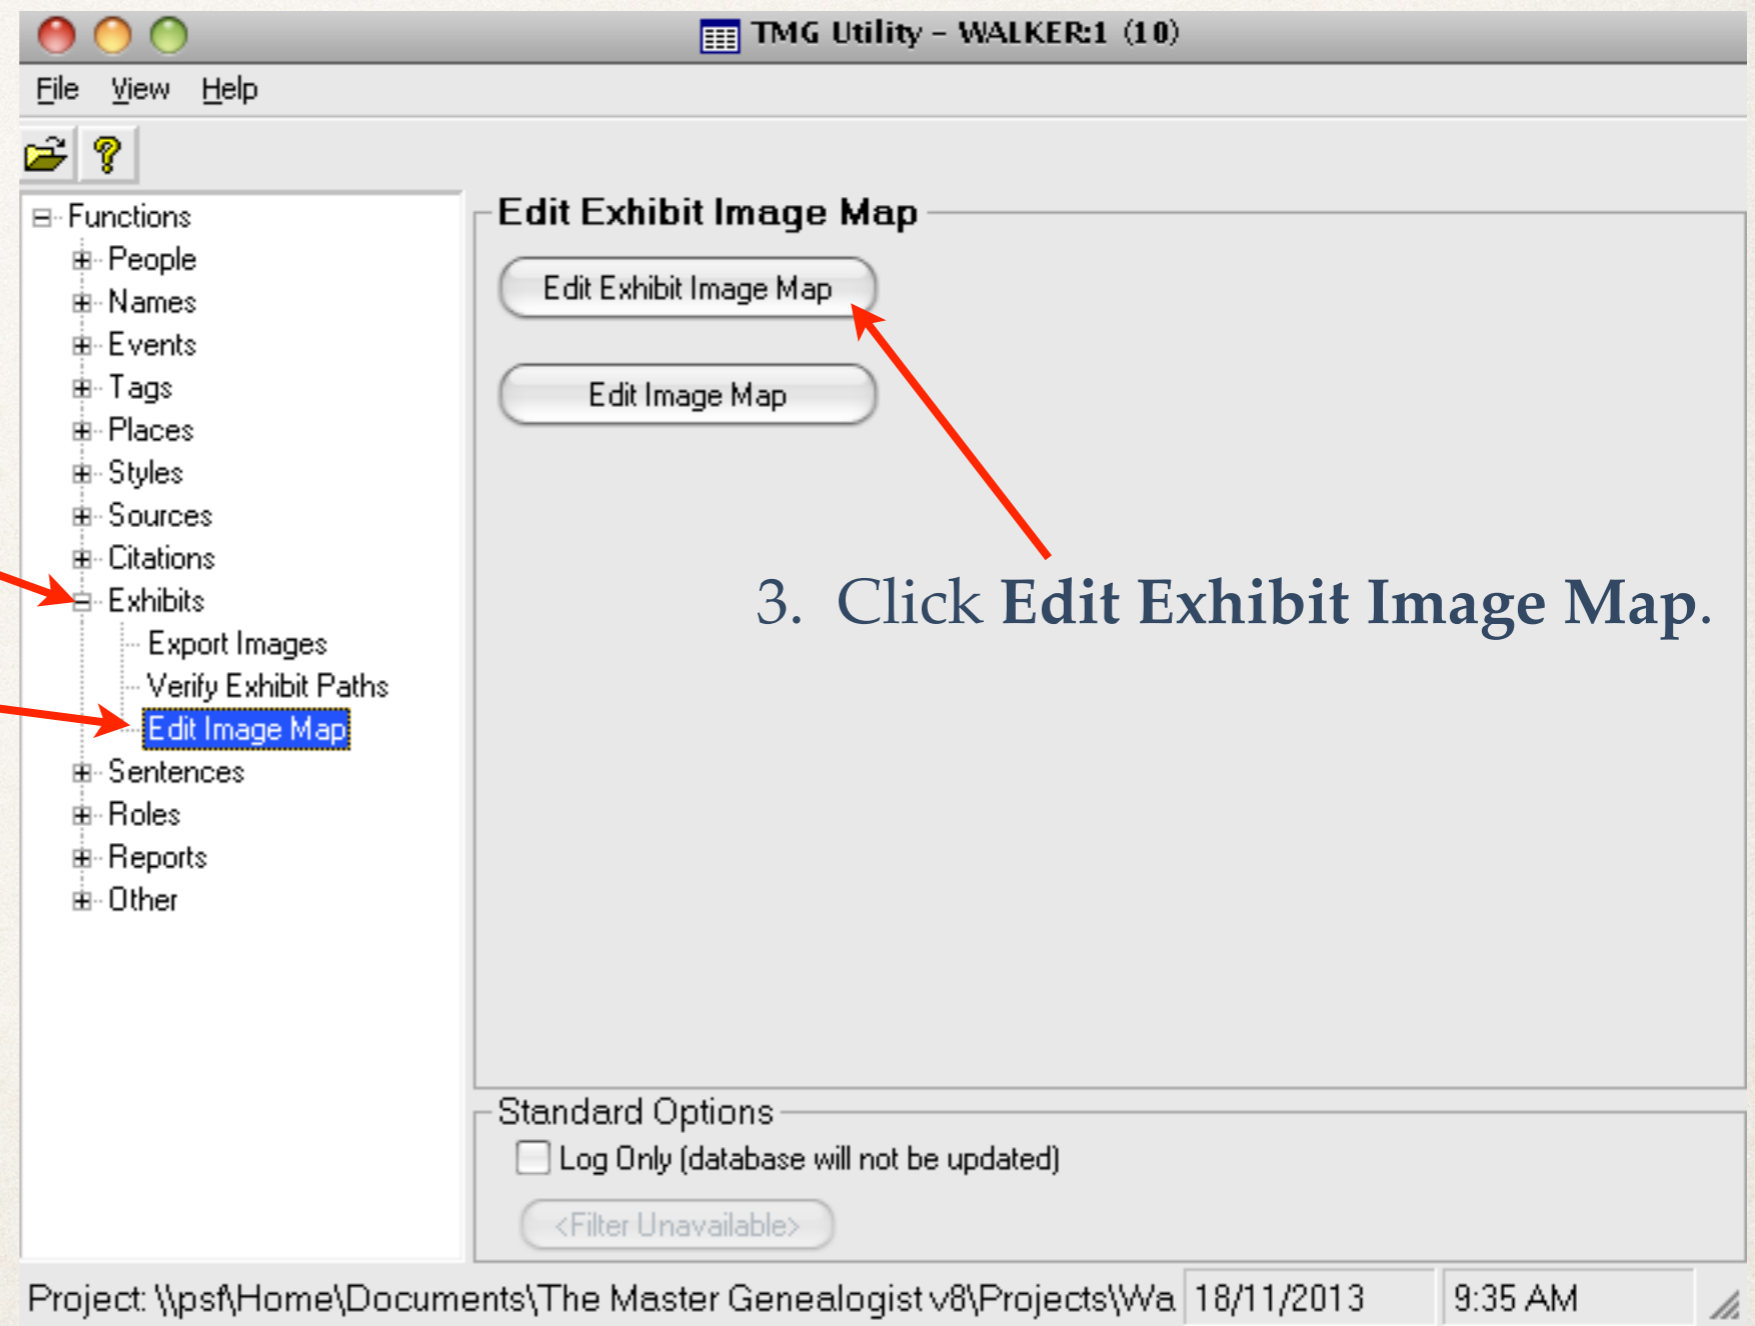 TMG Utility - WALKER:1 (10)
File View Help
Functions
People
Names
Events
Tags
Places
Styles
Sources
Citations
Exhibits
Export Images
Verify Exhibit Paths
Edit Image Map
Sentences
Roles
Reports
Other
Edit Exhibit Image Map
Edit Exhibit Image Map
Edit Image Map
3. Click Edit Exhibit Image Map.
Standard Options
Log Only (database will not be updated)
<Filter Unavailable>
Project: \\psf\Home\Documents\The Master Genealogist v8\Projects\Wa 18/11/2013 9:35 AM